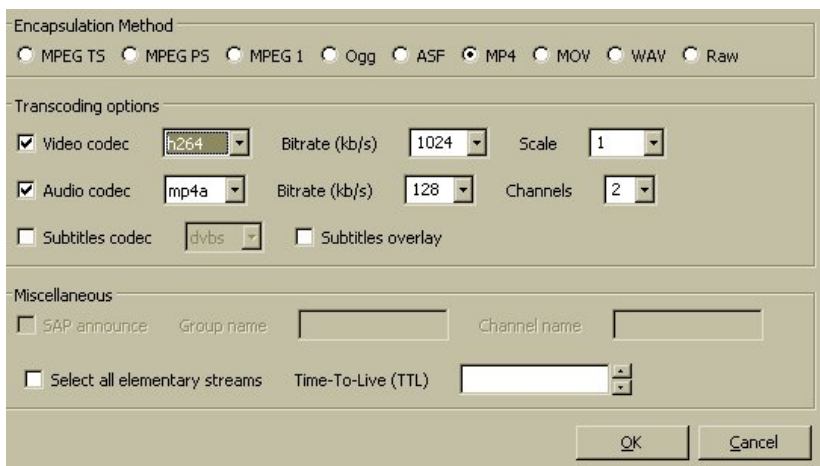 Encapsulation Method
MPEG TS MPEG PS MPEG 1 Ogg ASF MP4 MOV WAV Raw
Transcoding options
Video codec h264 Bitrate (kb/s) 1024 Scale 1
Audio codec mp4a Bitrate (kb/s) 128 Channels 2
Subtitles codec dvbs Subtitles overlay
Miscellaneous
SAP announce Group name Channel name
Select all elementary streams Time-To-Live (TTL)
OK Cancel